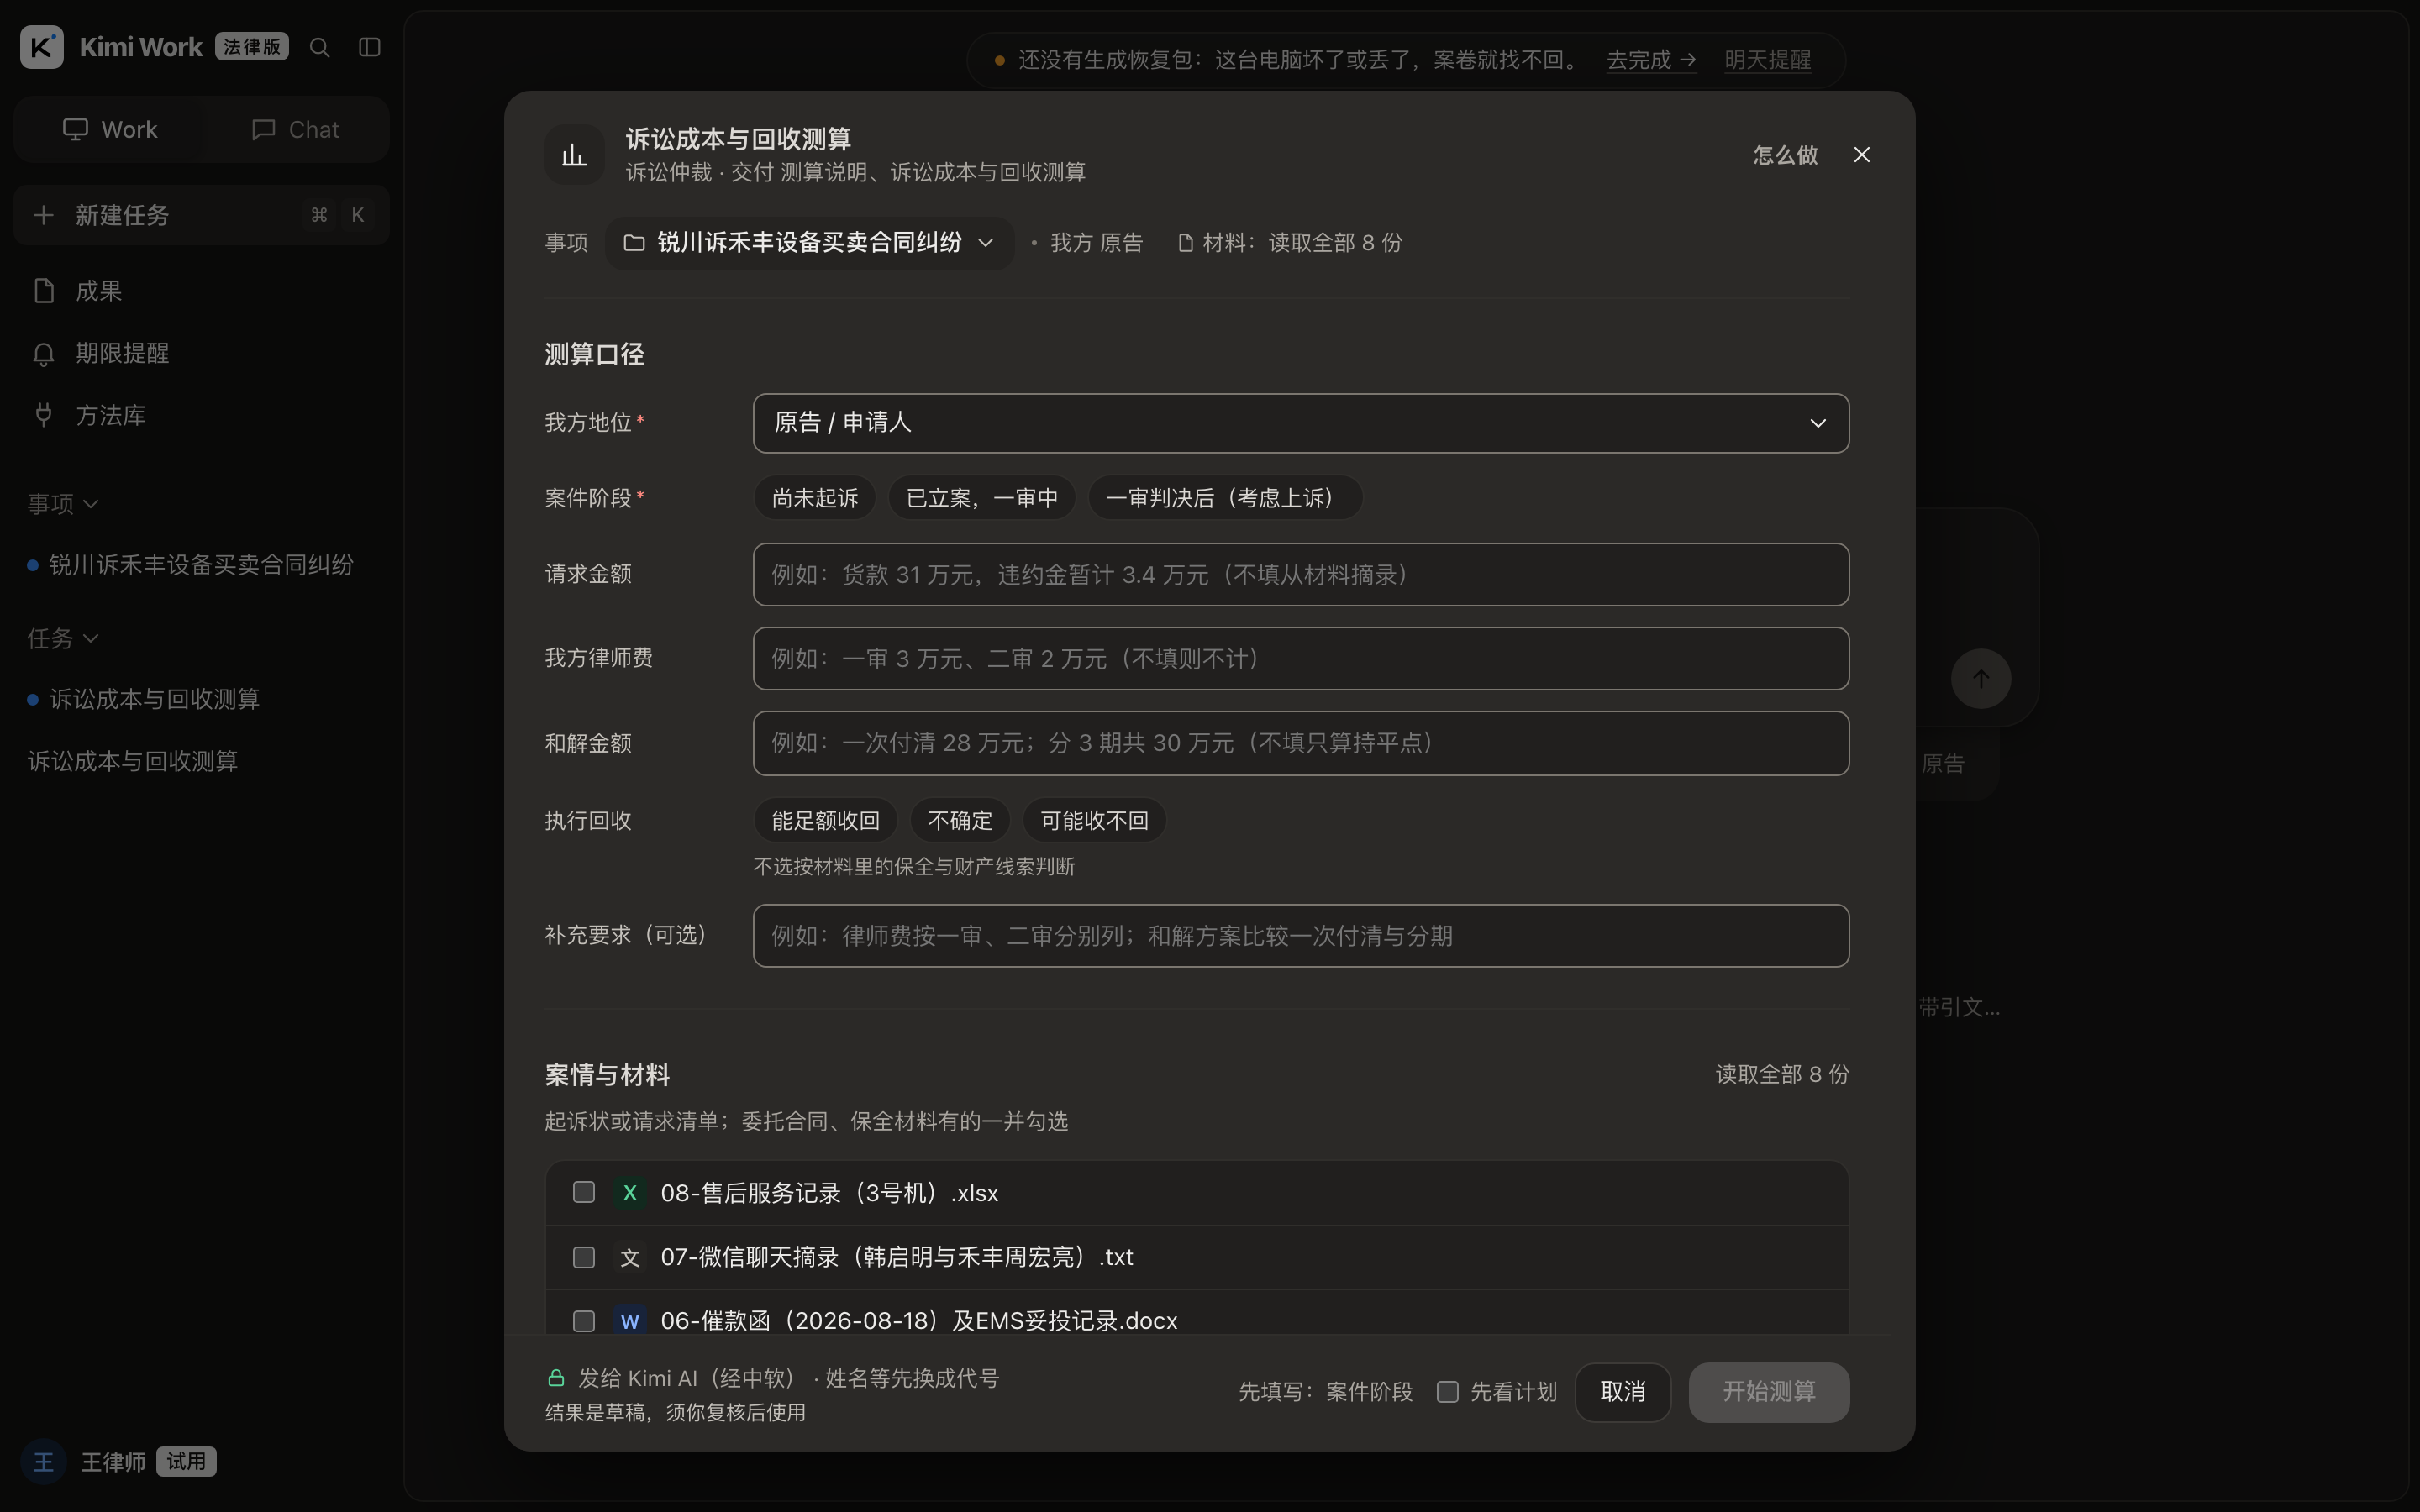 Kimi Work 法律版
Work
Chat
新建任务 ⌘ K
成果
期限提醒
方法库
事项
锐川诉禾丰设备买卖合同纠纷
任务
诉讼成本与回收测算
诉讼成本与回收测算
王 王律师 试用
还没有生成恢复包：这台电脑坏了或丢了，案卷就找不回。 去完成 → 明天提醒
诉讼成本与回收测算
诉讼仲裁 · 交付 测算说明、诉讼成本与回收测算
怎么做
事项 锐川诉禾丰设备买卖合同纠纷 • 我方 原告 材料：读取全部 8 份
测算口径
我方地位* 原告 / 申请人
案件阶段* 尚未起诉 已立案，一审中 一审判决后（考虑上诉）
请求金额 例如：货款 31 万元，违约金暂计 3.4 万元（不填从材料摘录）
我方律师费 例如：一审 3 万元、二审 2 万元（不填则不计）
和解金额 例如：一次付清 28 万元；分 3 期共 30 万元（不填只算持平点）
执行回收 能足额收回 不确定 可能收不回
不选按材料里的保全与财产线索判断
补充要求（可选） 例如：律师费按一审、二审分别列；和解方案比较一次付清与分期
案情与材料 读取全部 8 份
起诉状或请求清单；委托合同、保全材料有的一并勾选
X 08-售后服务记录（3号机）.xlsx
文 07-微信聊天摘录（韩启明与禾丰周宏亮）.txt
W 06-催款函（2026-08-18）及EMS妥投记录.docx
发给 Kimi AI（经中软） · 姓名等先换成代号
结果是草稿，须你复核后使用
先填写：案件阶段 先看计划 取消 开始测算
原告
带引文...